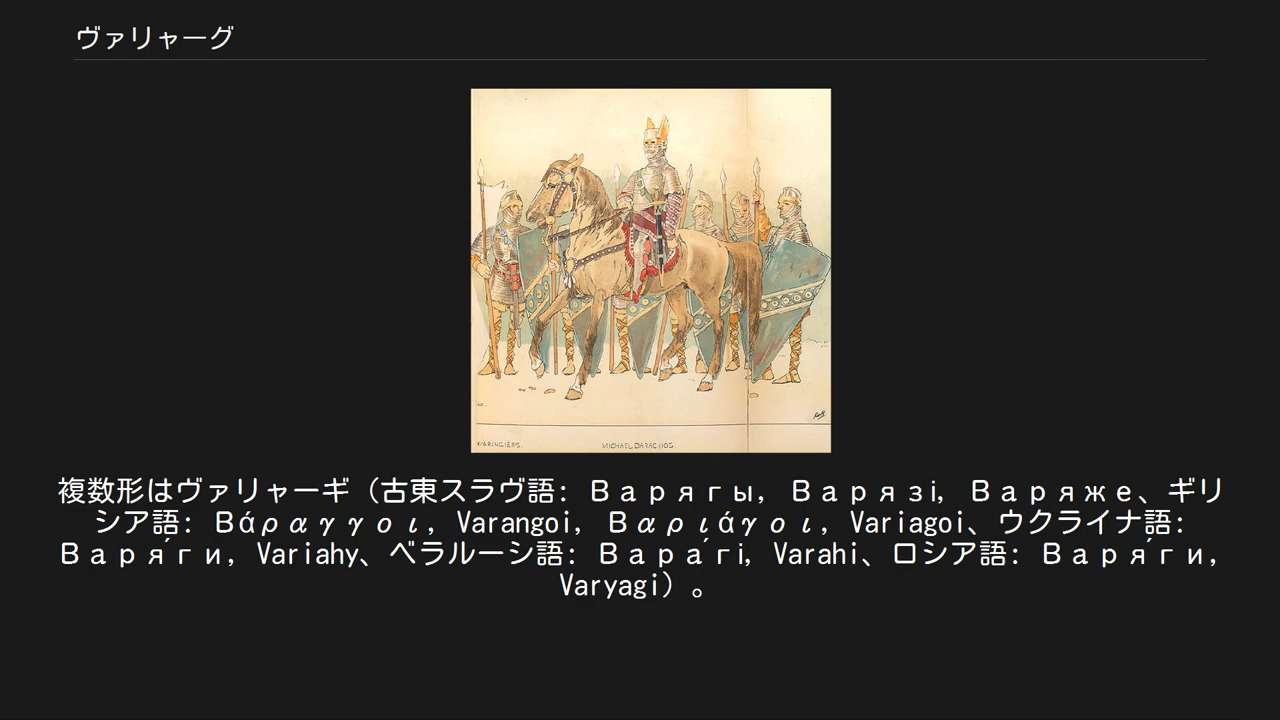 ヴァリャーグ
MICHAEL DARACHOS.
複数形はヴァリャーギ（古東スラヴ語: Варягы, Варязі, Варяже、ギリ
シア語: Βάραγγοι, Varangoi, Βαριάγοι, Variagoi、ウクライナ語:
Варя́ги, Variahy、ベラルーシ語: Вара́гі, Varahi、ロシア語: Варя́ги,
Varyagi）。